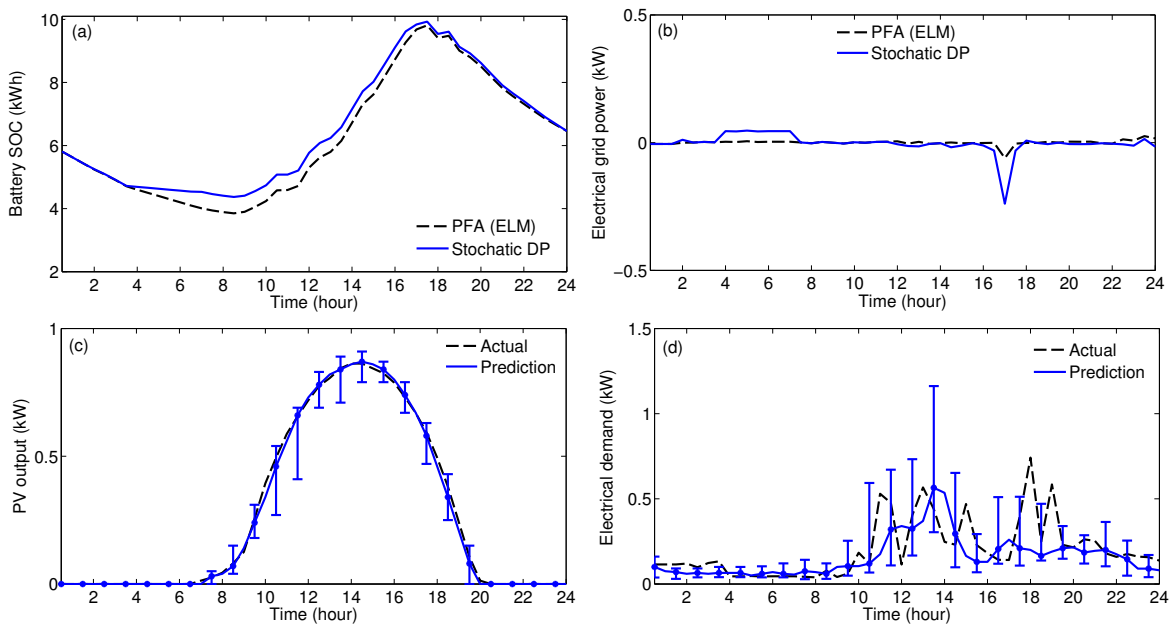 (a)
10
8
6
4
2
Battery SOC (kWh)
PFA (ELM)
Stochatic DP
2 4 6 8 10 12 14 16 18 20 22 24
Time (hour)
(b)
0.5
0
−0.5
Electrical grid power (kW)
PFA (ELM)
Stochatic DP
2 4 6 8 10 12 14 16 18 20 22 24
Time (hour)
(c)
1
0.5
0
PV output (kW)
Actual
Prediction
2 4 6 8 10 12 14 16 18 20 22 24
Time (hour)
(d)
1.5
1
0.5
0
Electrical demand (kW)
Actual
Prediction
2 4 6 8 10 12 14 16 18 20 22 24
Time (hour)